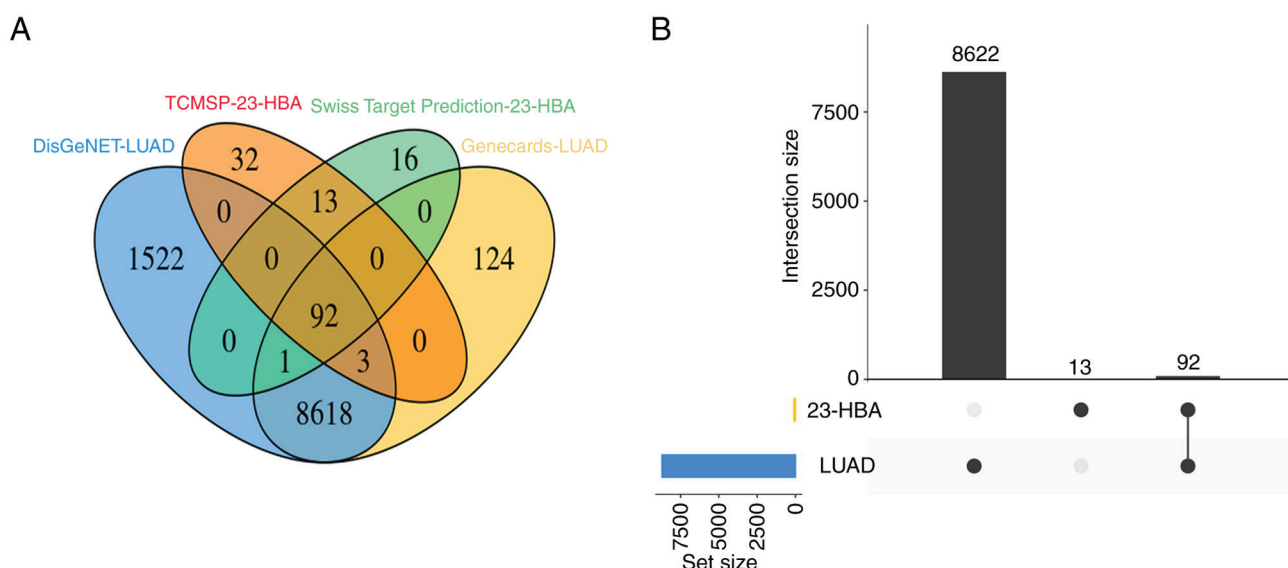 A
B
TCMSP-23-HBA
Swiss Target Prediction-23-HBA
DisGeNET-LUAD
Genecards-LUAD
32
16
13
0
0
1522
0
0
124
92
0
1
3
0
8618
8622
7500
5000
2500
0
Intersection size
13
92
23-HBA
LUAD
7500
5000
2500
0
Set size